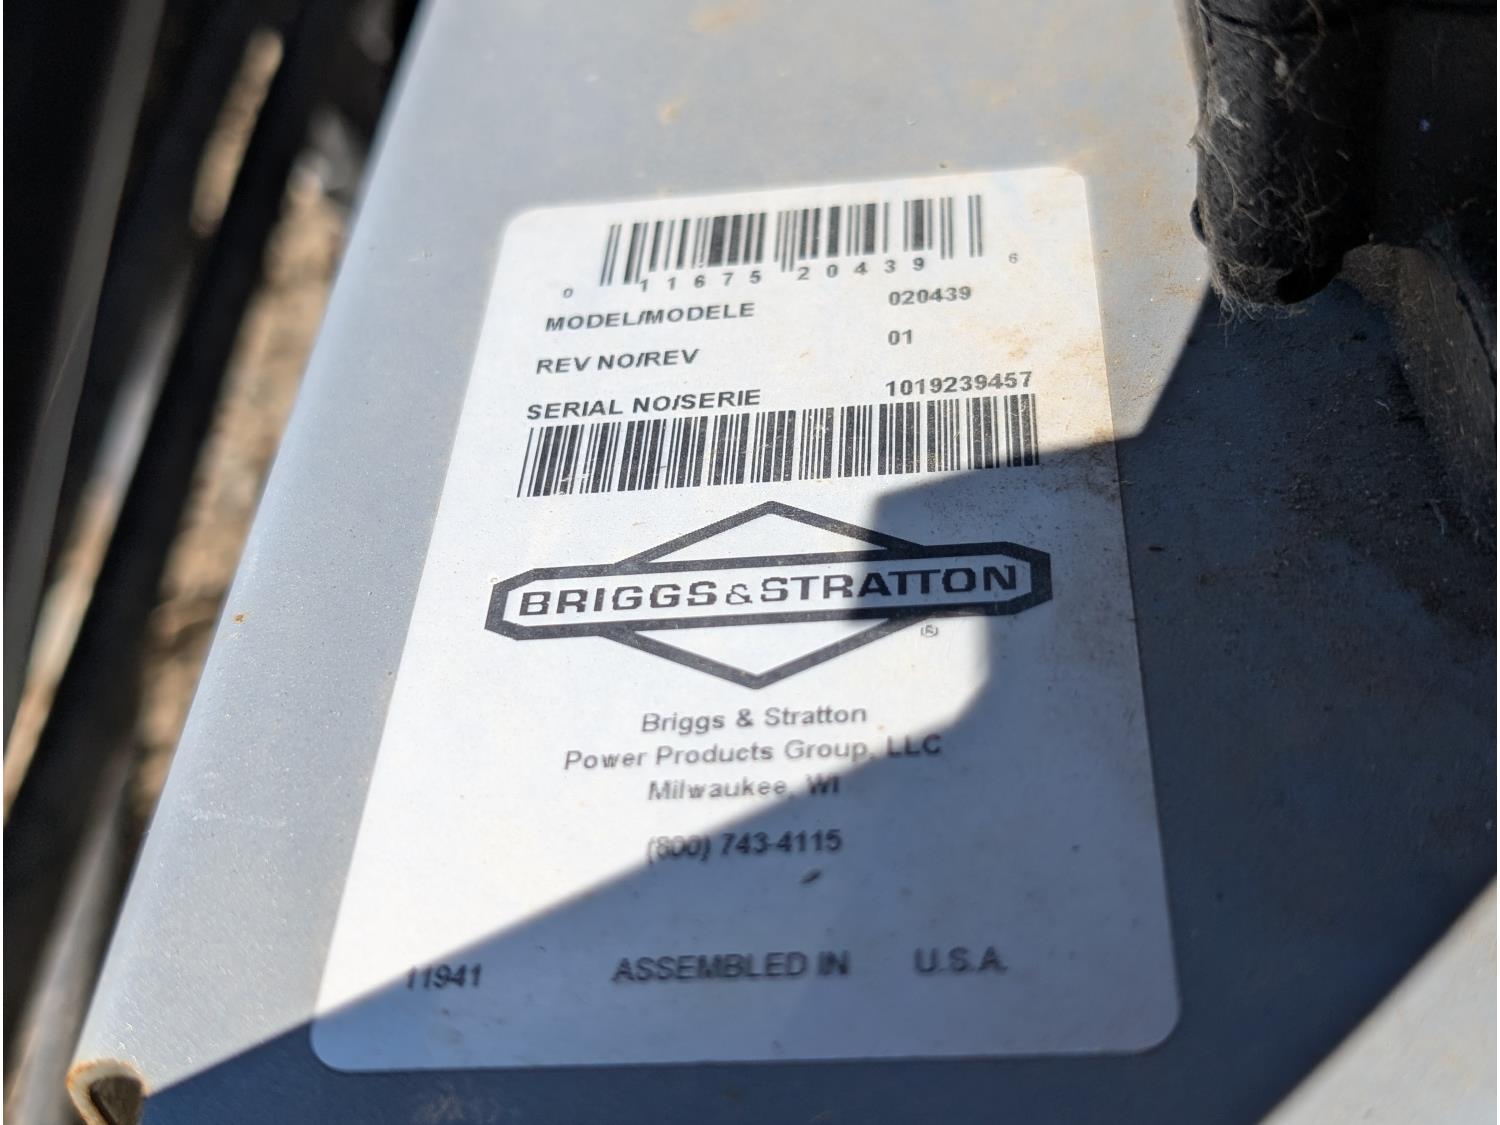 0 11675 20439 6
MODEL/MODELE 020439
REV NO/REV 01
SERIAL NO/SERIE 1019239457
BRIGGS&STRATTON
®
Briggs & Stratton
Power Products Group, LLC
Milwaukee, WI
(800) 743-4115
11941 ASSEMBLED IN U.S.A.